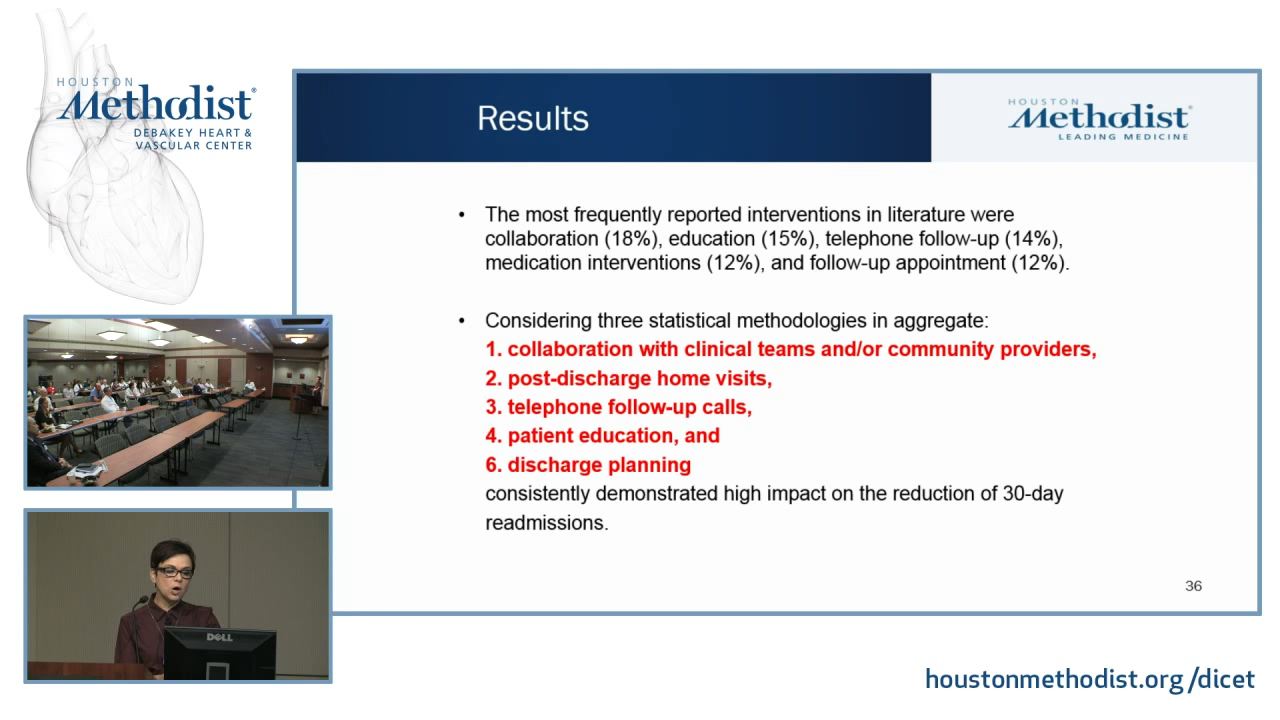 HOUSTON
Methodist®
DEBAKEY HEART &
VASCULAR CENTER
Results
HOUSTON
Methodist®
LEADING MEDICINE
• The most frequently reported interventions in literature were
collaboration (18%), education (15%), telephone follow-up (14%),
medication interventions (12%), and follow-up appointment (12%).
• Considering three statistical methodologies in aggregate:
1. collaboration with clinical teams and/or community providers,
2. post-discharge home visits,
3. telephone follow-up calls,
4. patient education, and
6. discharge planning
consistently demonstrated high impact on the reduction of 30-day
readmissions.
36
DELL
houstonmethodist.org/dicet